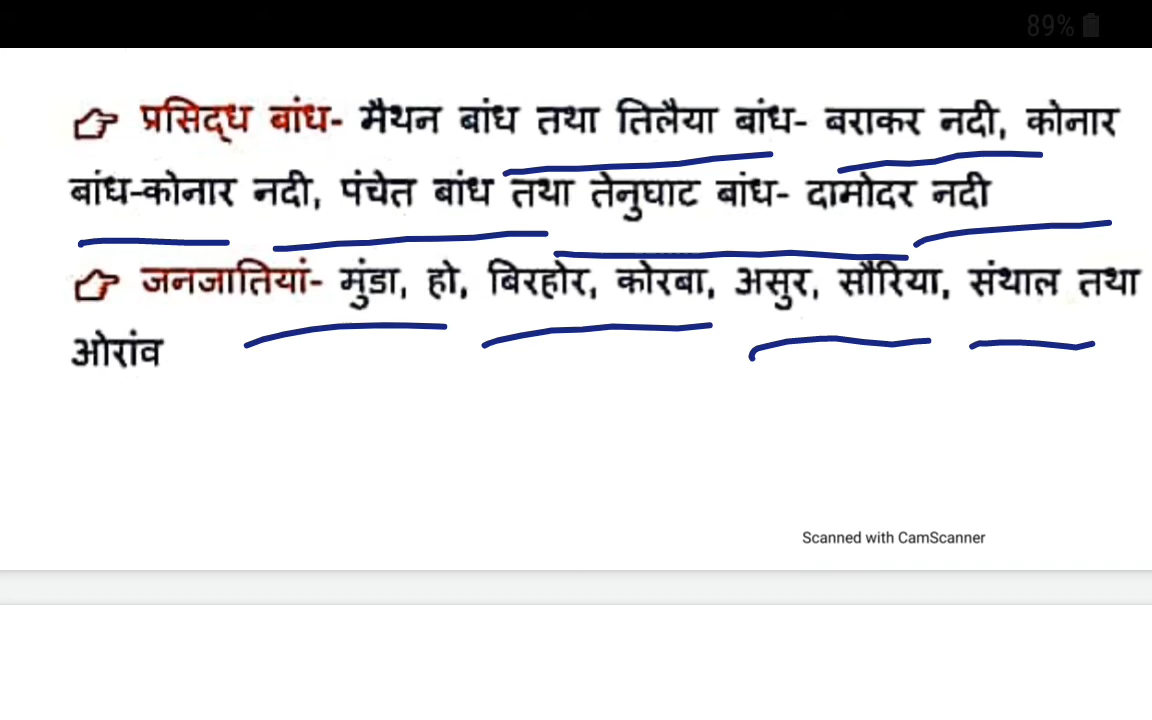 89%
प्रसिद्ध बांध- मैथन बांध तथा तिलैया बांध- बराकर नदी, कोनार
बांध-कोनार नदी, पंचेत बांध तथा तेनुघाट बांध- दामोदर नदी
जनजातियां- मुंडा, हो, बिरहोर, कोरबा, असुर, सौरिया, संथाल तथा
ओरांव
Scanned with CamScanner